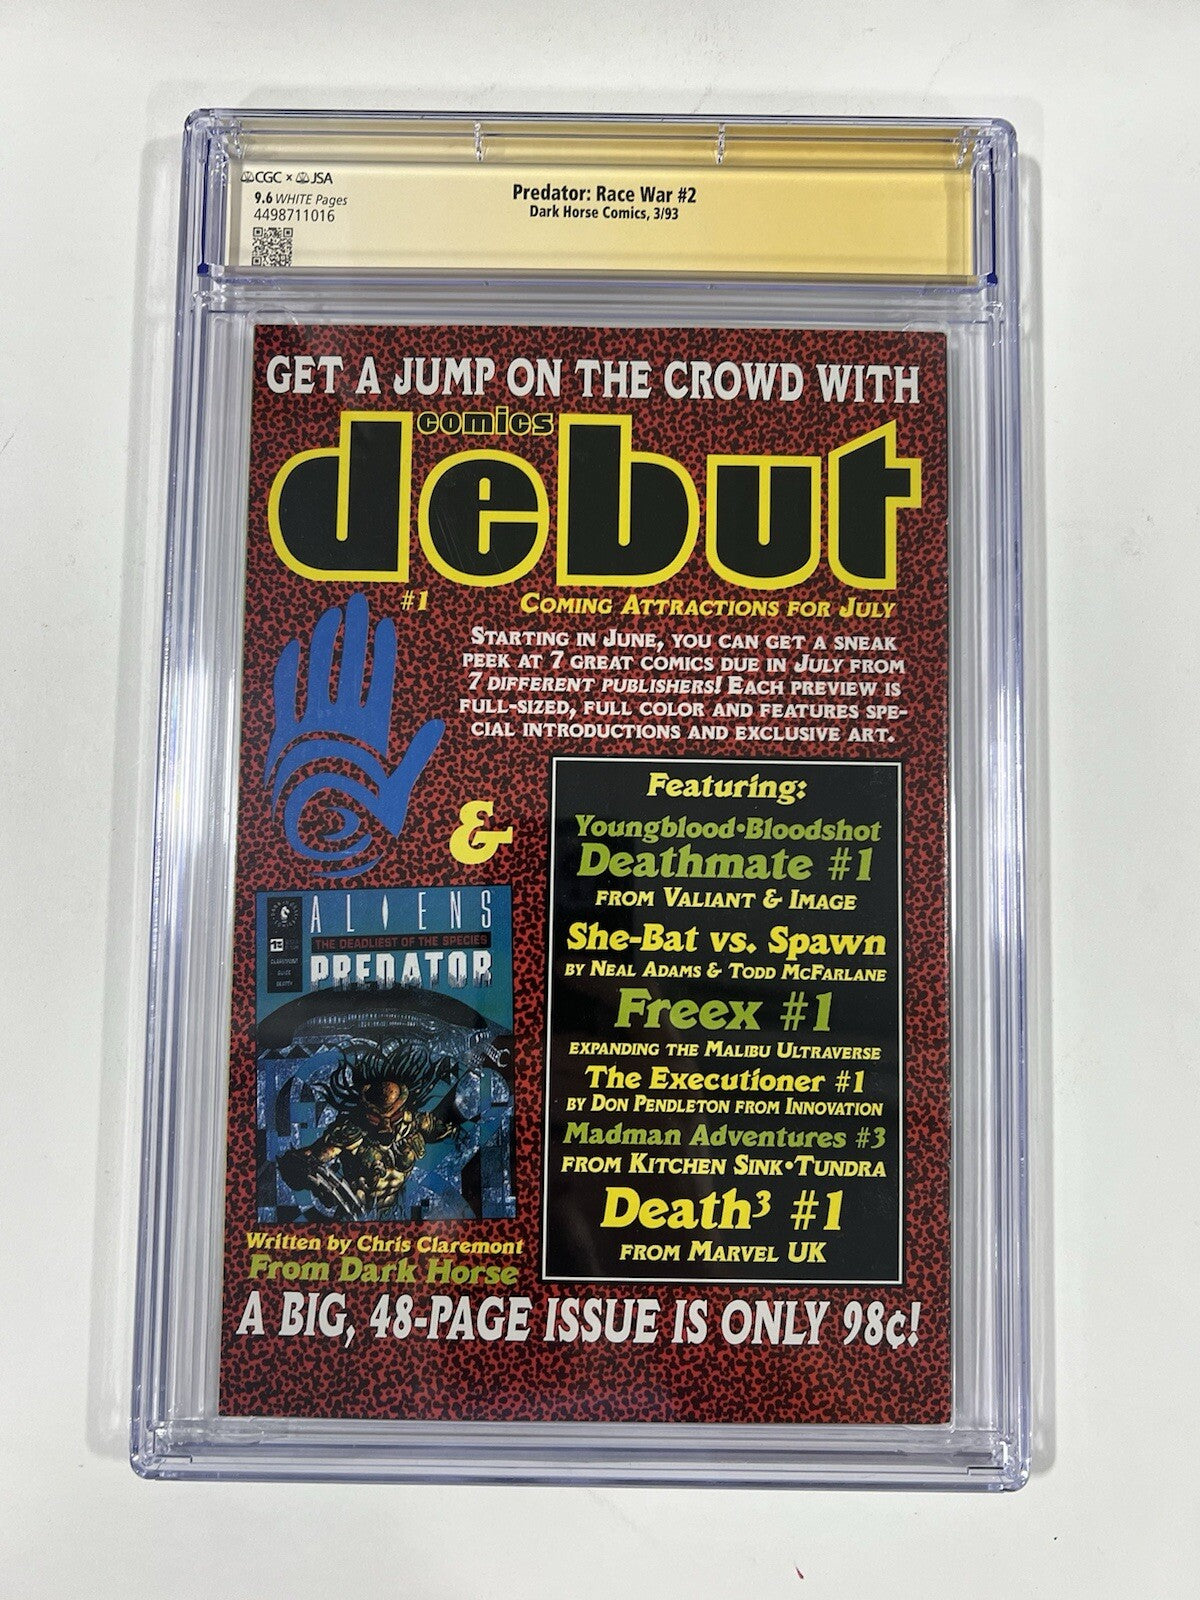 CGC × JSA
9.6 WHITE Pages
4498711016
Predator: Race War #2
Dark Horse Comics, 3/93
GET A JUMP ON THE CROWD WITH
comics
debut
#1
COMING ATTRACTIONS FOR JULY
STARTING IN JUNE, YOU CAN GET A SNEAK
PEEK AT 7 GREAT COMICS DUE IN JULY FROM
7 DIFFERENT PUBLISHERS! EACH PREVIEW IS
FULL-SIZED, FULL COLOR AND FEATURES SPE-
CIAL INTRODUCTIONS AND EXCLUSIVE ART.
&
ALIENS
THE DEADLIEST OF THE SPECIES
PREDATOR
CLAREMONT
GUICE
BEATTY
Written by Chris Claremont
From Dark Horse
Featuring:
Youngblood•Bloodshot
Deathmate #1
FROM VALIANT & IMAGE
She-Bat vs. Spawn
BY NEAL ADAMS & TODD MCFARLANE
Freex #1
EXPANDING THE MALIBU ULTRAVERSE
The Executioner #1
BY DON PENDLETON FROM INNOVATION
Madman Adventures #3
FROM KITCHEN SINK•TUNDRA
Death³ #1
FROM MARVEL UK
A BIG, 48-PAGE ISSUE IS ONLY 98¢!